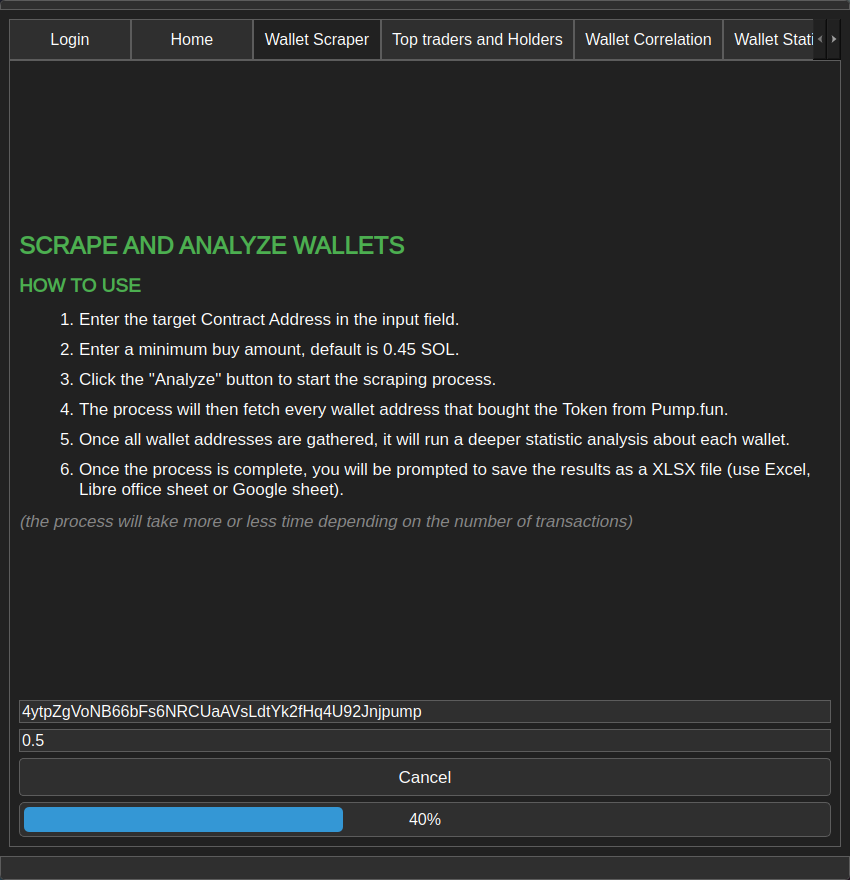 Login Home Wallet Scraper Top traders and Holders Wallet Correlation Wallet Stati
SCRAPE AND ANALYZE WALLETS
HOW TO USE
1. Enter the target Contract Address in the input field.
2. Enter a minimum buy amount, default is 0.45 SOL.
3. Click the "Analyze" button to start the scraping process.
4. The process will then fetch every wallet address that bought the Token from Pump.fun.
5. Once all wallet addresses are gathered, it will run a deeper statistic analysis about each wallet.
6. Once the process is complete, you will be prompted to save the results as a XLSX file (use Excel,
Libre office sheet or Google sheet).
(the process will take more or less time depending on the number of transactions)
4ytpZgVoNB66bFs6NRCUaAVsLdtYk2fHq4U92Jnjpump
0.5
Cancel
40%